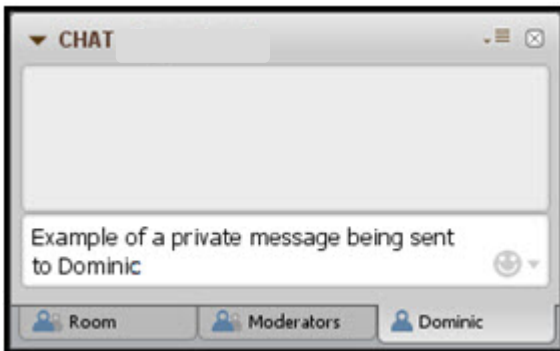 CHAT
Example of a private message being sent
to Dominic
Room
Moderators
Dominic